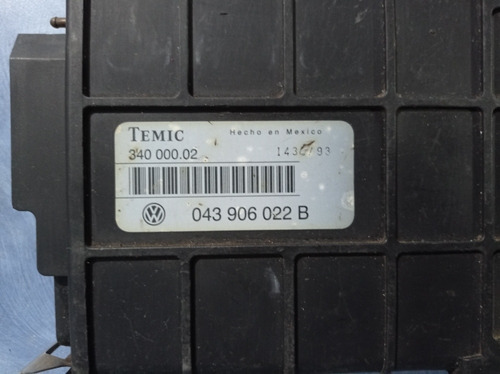 TEMIC Hecho en Mexico
340 000.02
043 906 022 B